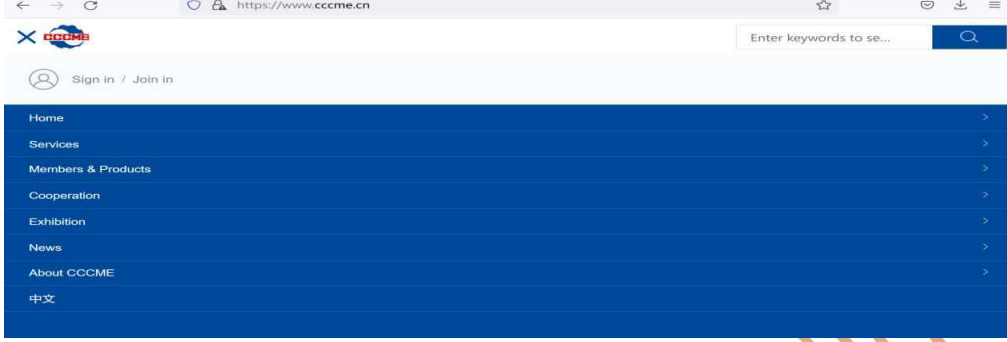 https://www.cccme.cn
CCCME
Enter keywords to se...
Sign in / Join in
Home
Services
Members & Products
Cooperation
Exhibition
News
About CCCME
中文